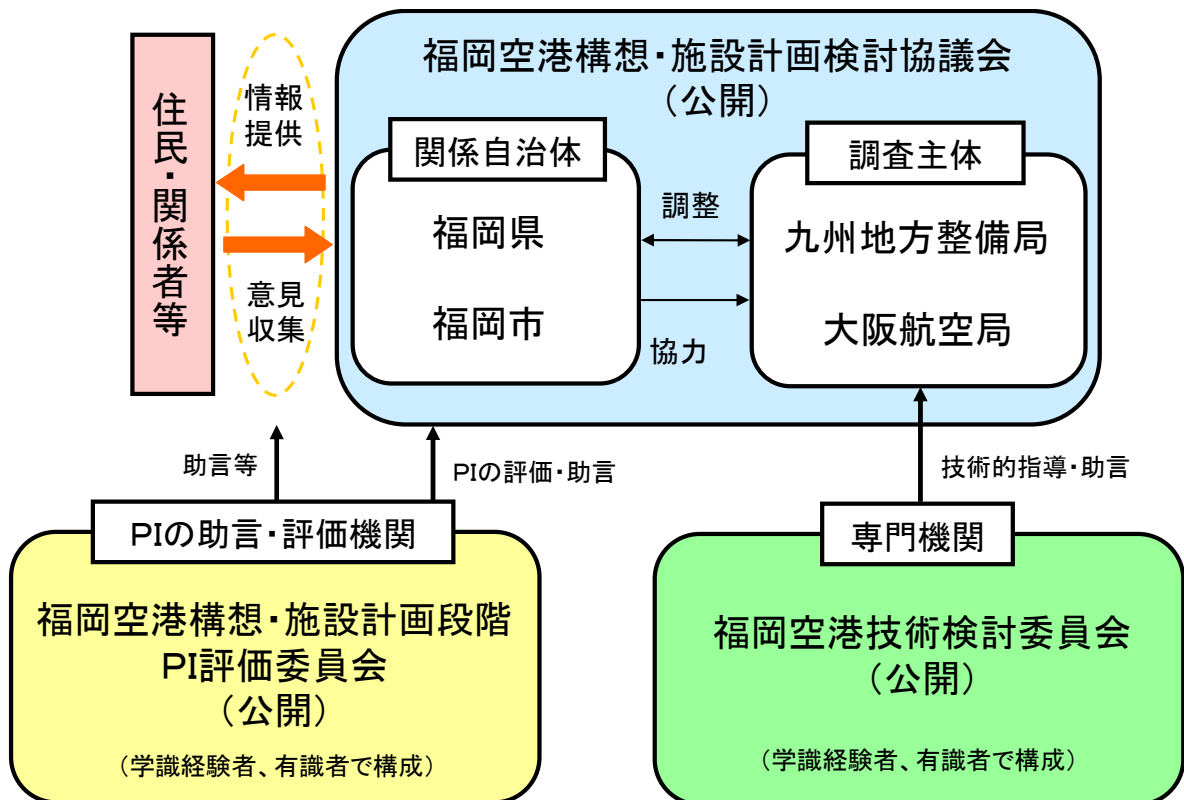 福岡空港構想・施設計画検討協議会
（公開）
住民・関係者等
情報
提供
意見
収集
関係自治体
福岡県
福岡市
調整
協力
調査主体
九州地方整備局
大阪航空局
助言等
PIの評価・助言
技術的指導・助言
PIの助言・評価機関
福岡空港構想・施設計画段階
PI評価委員会
（公開）
（学識経験者、有識者で構成）
専門機関
福岡空港技術検討委員会
（公開）
（学識経験者、有識者で構成）